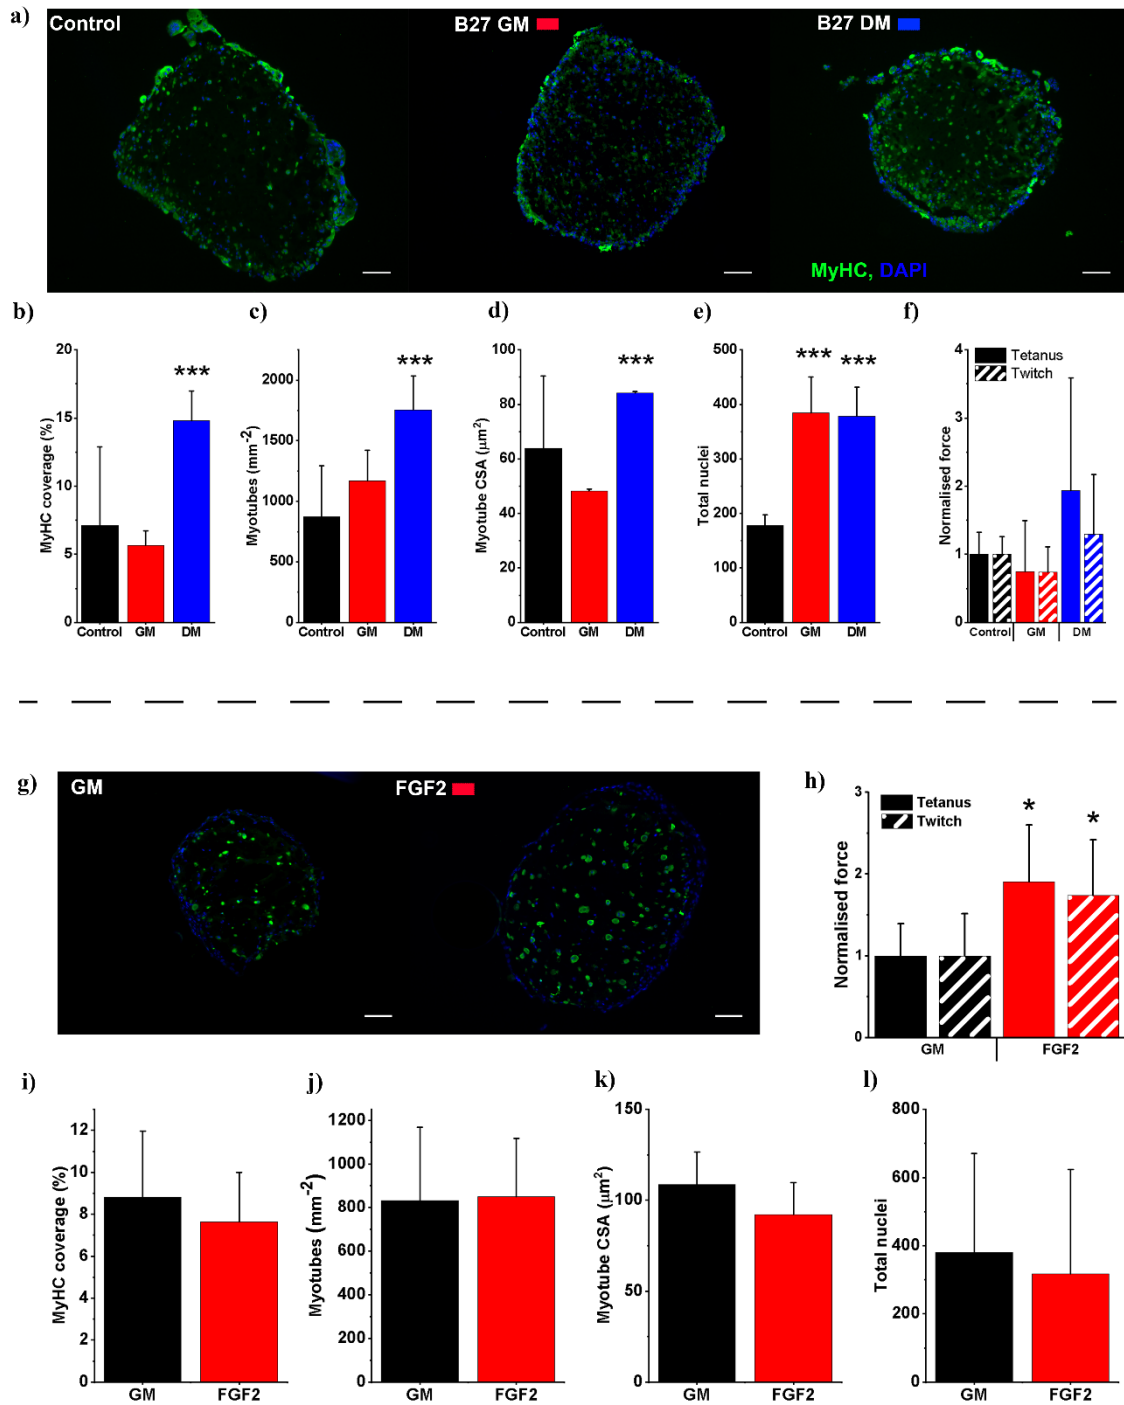 a)
Control
B27 GM
B27 DM
MyHC, DAPI
b)
MyHC coverage (%)
20
15
10
5
0
***
Control GM DM
c)
Myotubes (mm-2)
2000
1500
1000
500
0
***
Control GM DM
d)
Myotube CSA (µm2)
100
80
60
40
20
0
***
Control GM DM
e)
Total nuclei
500
400
300
200
100
0
*** ***
Control GM DM
f)
Normalised force
4
3
2
1
0
Tetanus
Twitch
Control GM DM
g)
GM
FGF2
h)
Normalised force
3
2
1
0
Tetanus
Twitch
* *
GM FGF2
i)
MyHC coverage (%)
12
10
8
6
4
2
0
GM FGF2
j)
Myotubes (mm-2)
1200
1000
800
600
400
200
0
GM FGF2
k)
Myotube CSA (µm2)
150
100
50
0
GM FGF2
l)
Total nuclei
800
600
400
200
0
GM FGF2